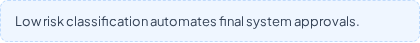 Low risk classification automates final system approvals.